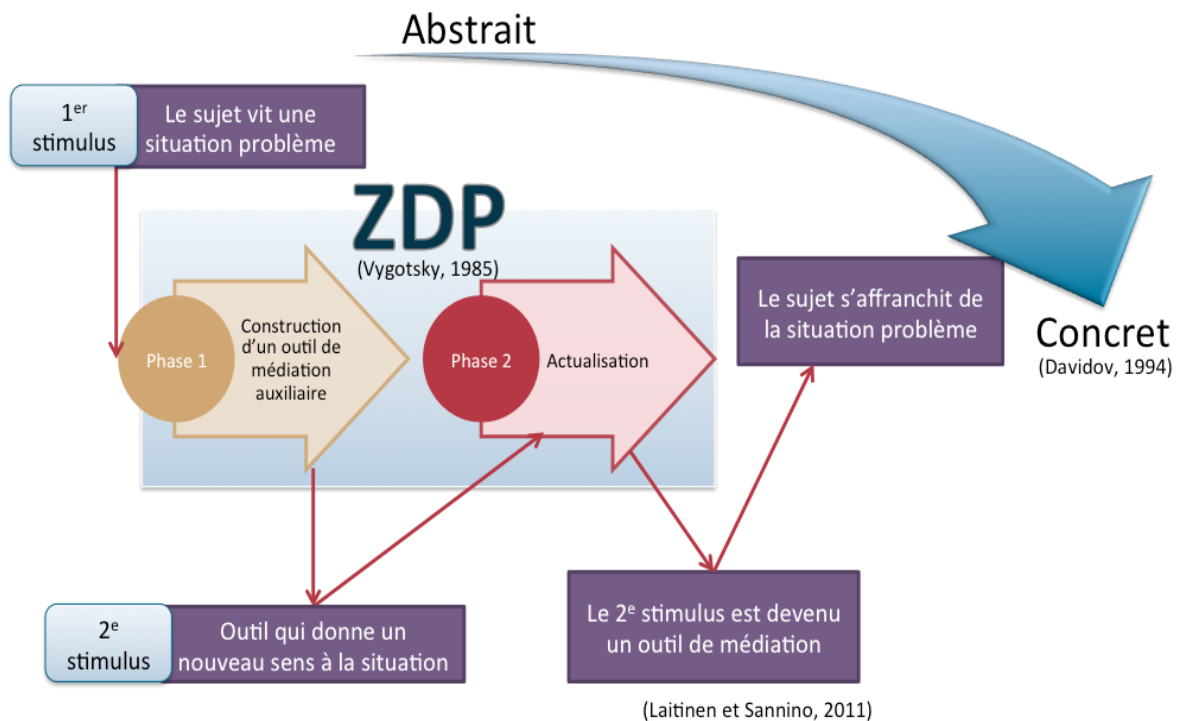 Abstrait
1er
stimulus
Le sujet vit une
situation problème
ZDP
(Vygotsky, 1985)
Phase 1
Construction
d'un outil de
médiation
auxiliaire
Phase 2
Actualisation
Le sujet s'affranchit de
la situation problème
Concret
(Davidov, 1994)
2e
stimulus
Outil qui donne un
nouveau sens à la situation
Le 2e stimulus est devenu
un outil de médiation
(Laitinen et Sannino, 2011)